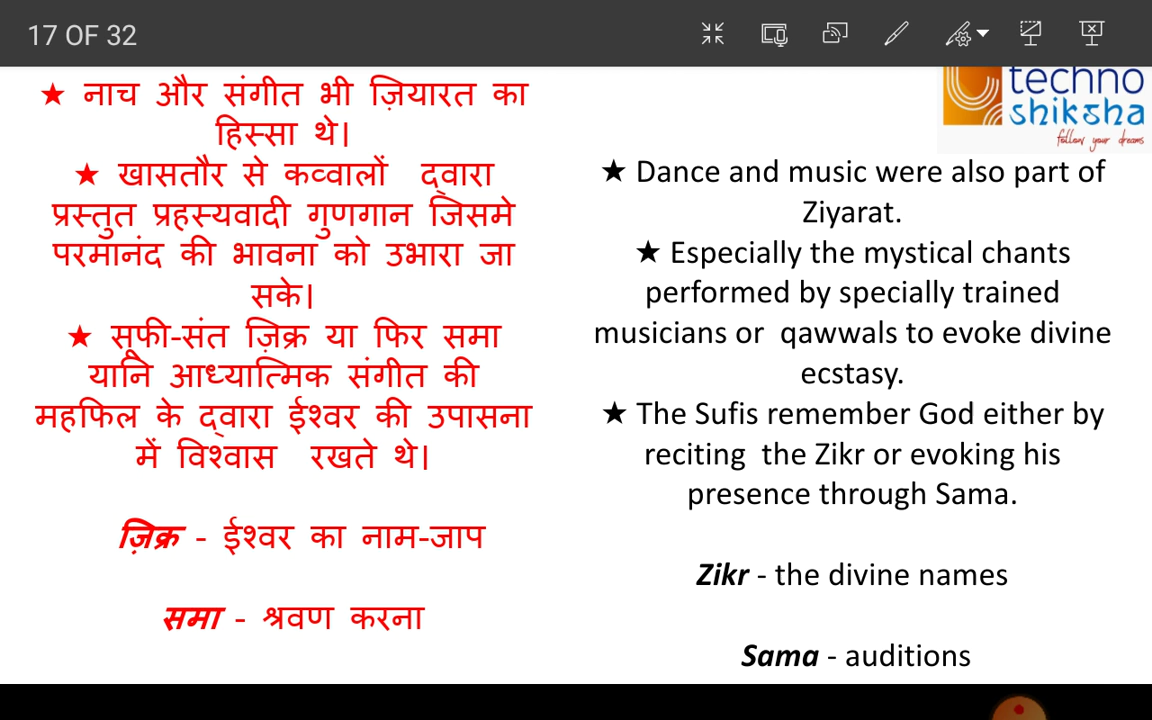 17 OF 32
techno
shiksha
follow your dreams
★ नाच और संगीत भी ज़ियारत का
हिस्सा थे।
★ खासतौर से कव्वालों द्वारा
प्रस्तुत प्रहस्यवादी गुणगान जिसमे
परमानंद की भावना को उभारा जा
सके।
★ सूफी-संत ज़िक्र या फिर समा
यानि आध्यात्मिक संगीत की
महफिल के द्वारा ईश्वर की उपासना
में विश्वास रखते थे।
ज़िक्र - ईश्वर का नाम-जाप
समा - श्रवण करना
★ Dance and music were also part of
Ziyarat.
★ Especially the mystical chants
performed by specially trained
musicians or qawwals to evoke divine
ecstasy.
★ The Sufis remember God either by
reciting the Zikr or evoking his
presence through Sama.
Zikr - the divine names
Sama - auditions